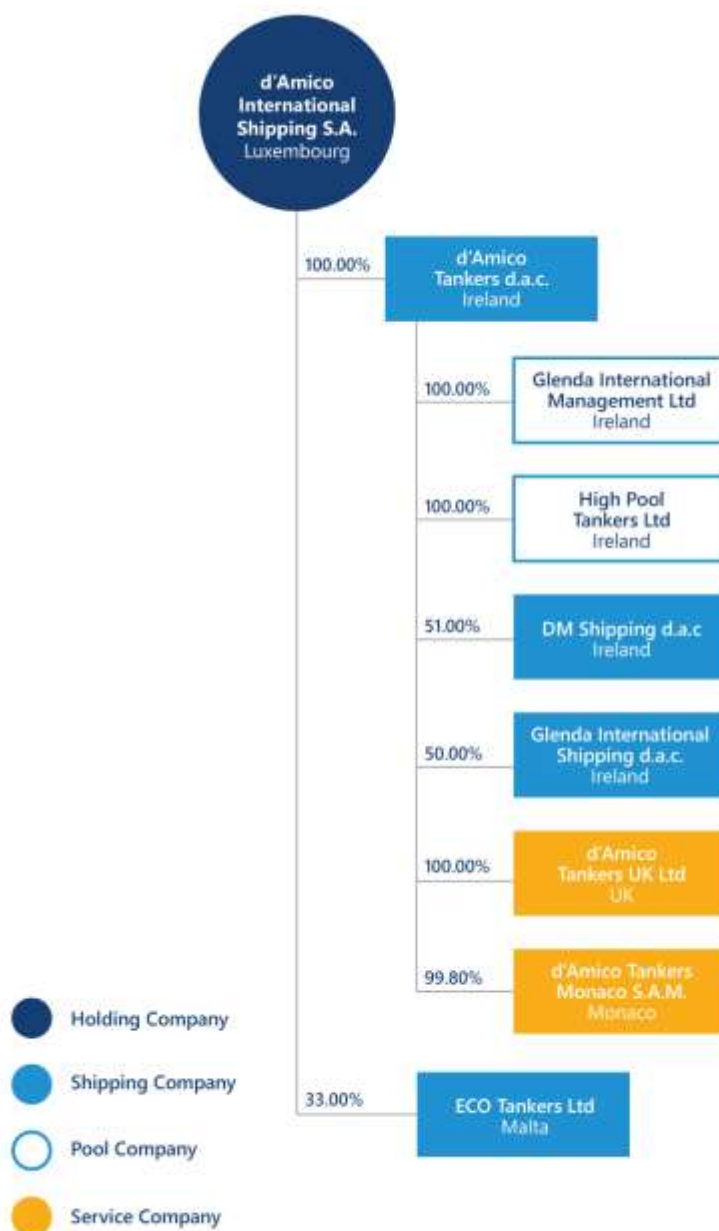 d'Amico
International
Shipping S.A.
Luxembourg
100.00%
d'Amico
Tankers d.a.c.
Ireland
100.00%
Glenda International
Management Ltd
Ireland
100.00%
High Pool
Tankers Ltd
Ireland
51.00%
DM Shipping d.a.c
Ireland
50.00%
Glenda International
Shipping d.a.c.
Ireland
100.00%
d'Amico
Tankers UK Ltd
UK
99.80%
d'Amico Tankers
Monaco S.A.M.
Monaco
33.00%
ECO Tankers Ltd
Malta
Holding Company
Shipping Company
Pool Company
Service Company